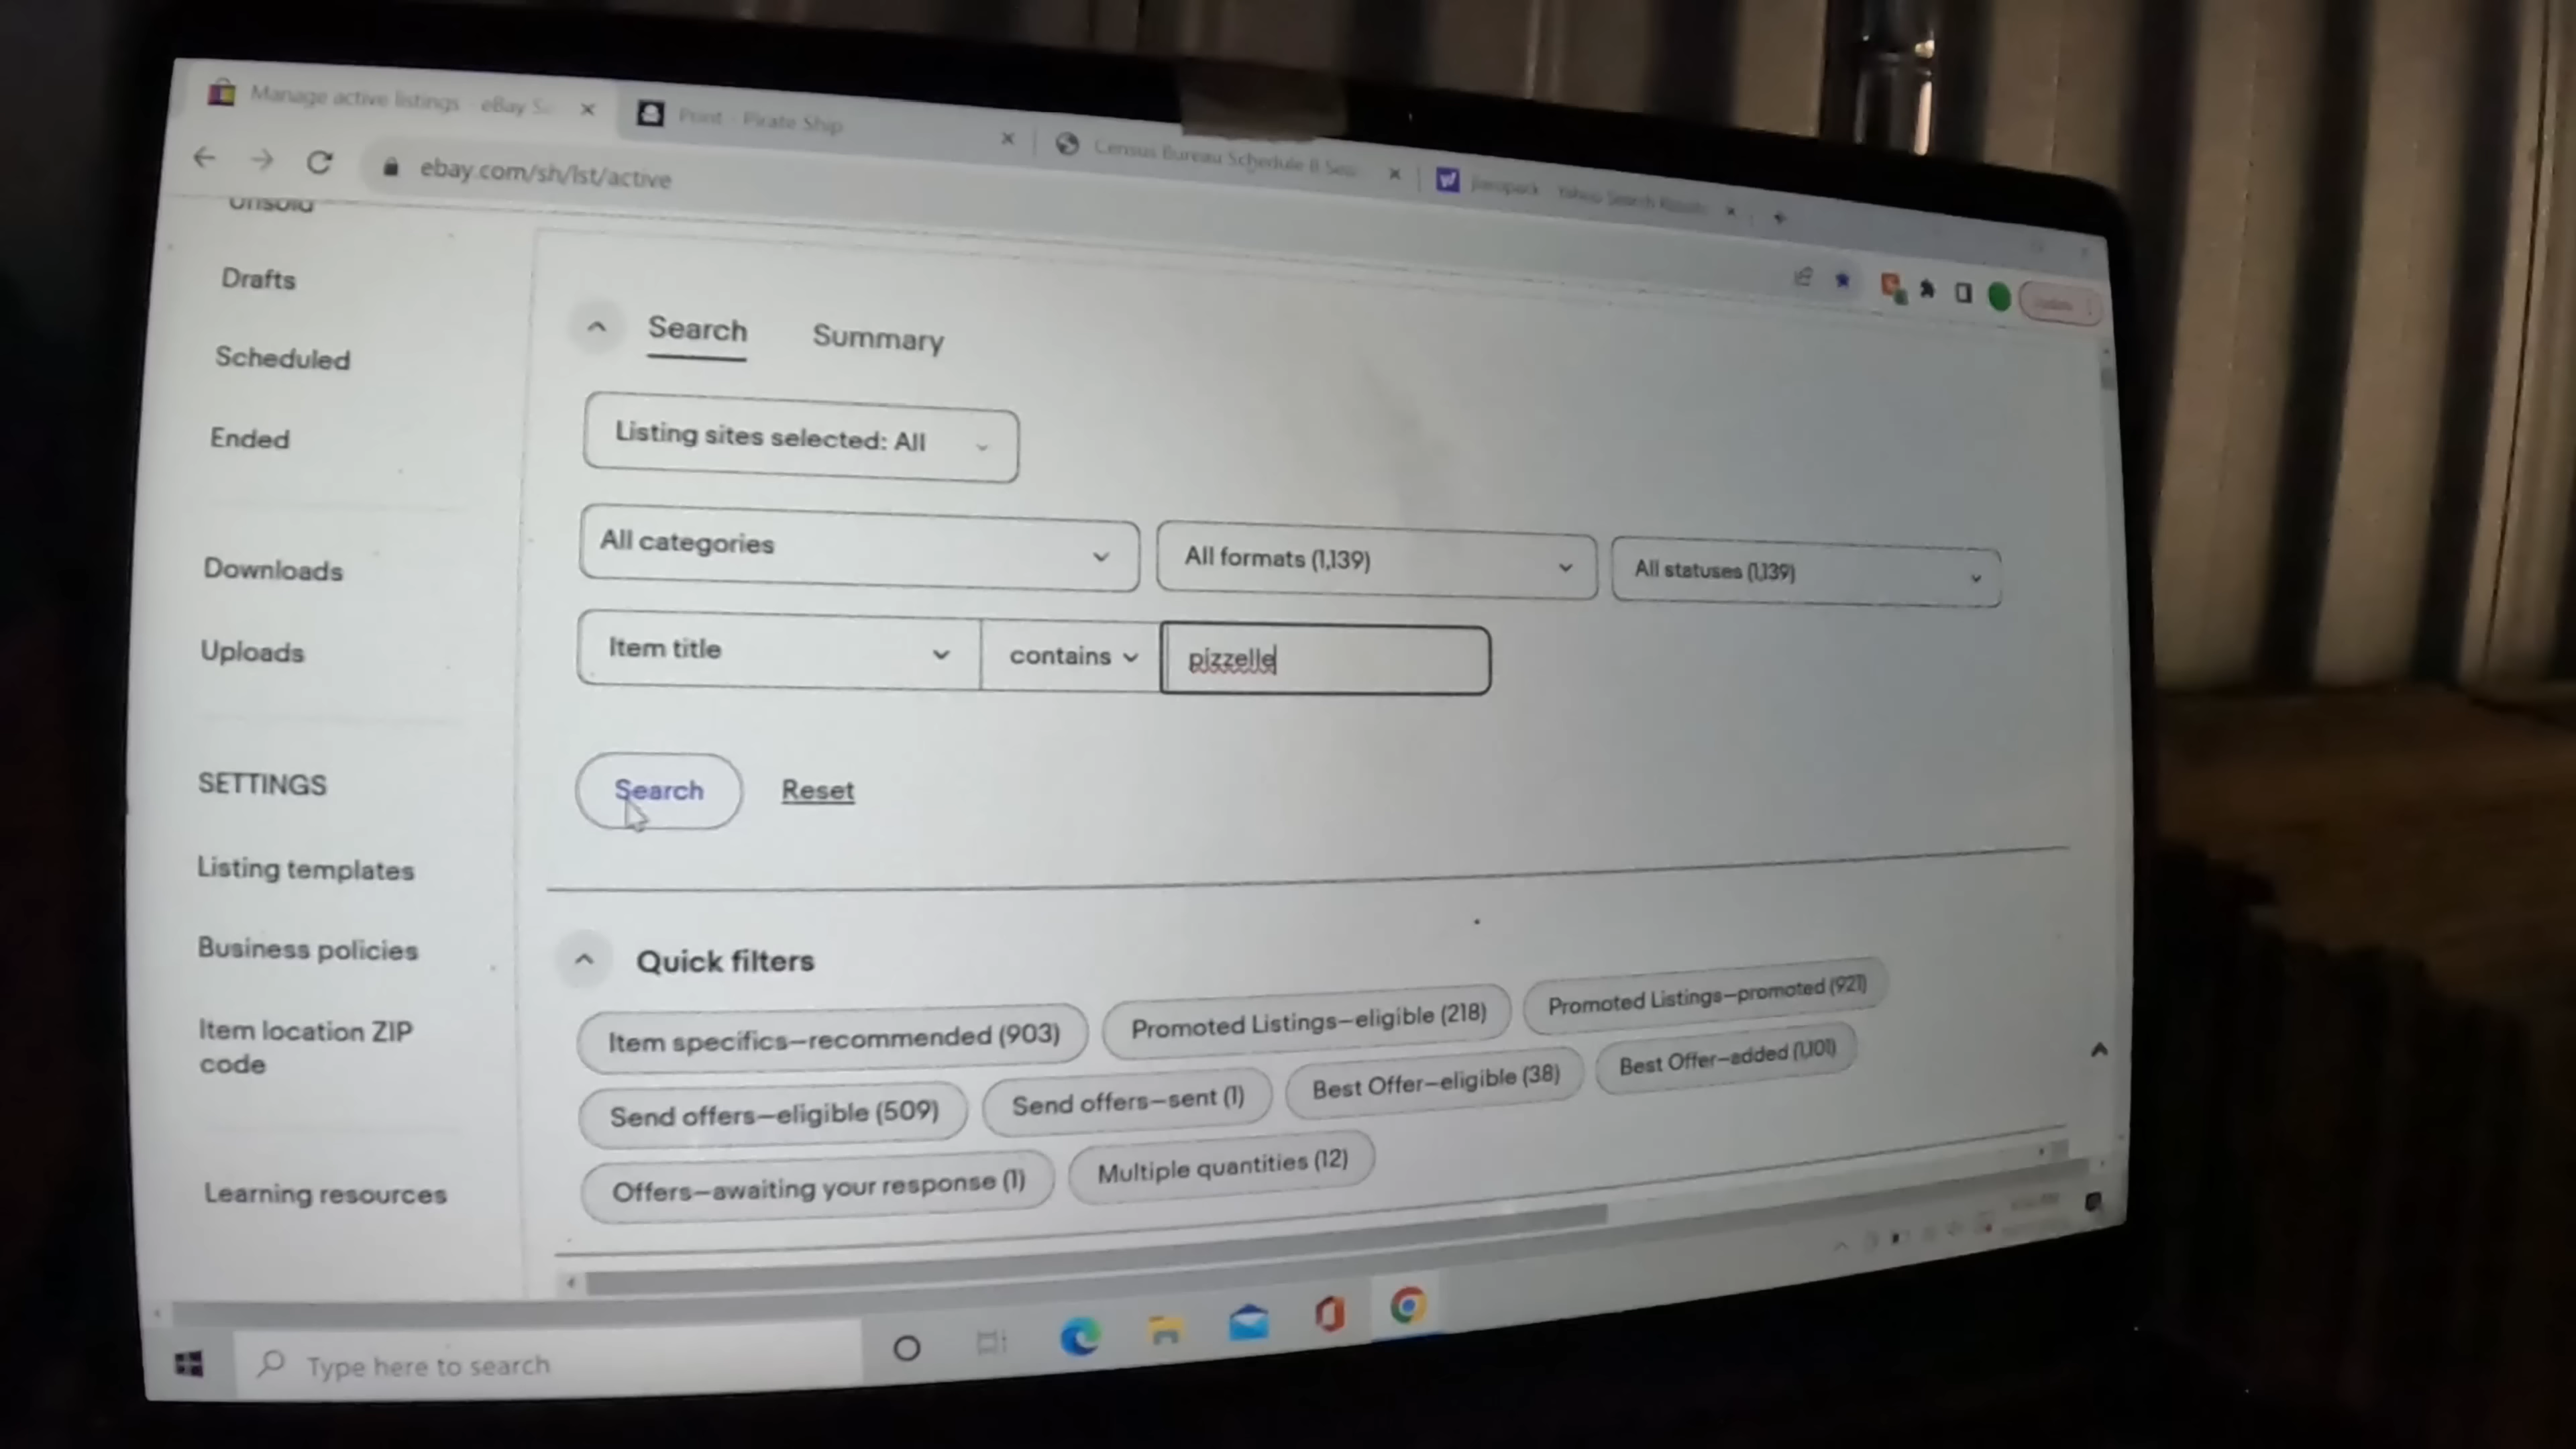 Manage active listings - eBay Se
Print - Pirate Ship
Census Bureau Schedule B Sea
Yahoo Search Results
ebay.com/sh/lst/active
Unsold
Drafts
Scheduled
Ended
Downloads
Uploads
SETTINGS
Listing templates
Business policies
Item location ZIP
code
Learning resources
Search
Summary
Listing sites selected: All
All categories
All formats (1,139)
All statuses (1,139)
Item title
contains
pizzelle
Search
Reset
Quick filters
Item specifics–recommended (903)
Promoted Listings–eligible (218)
Promoted Listings–promoted (921)
Send offers–eligible (509)
Send offers–sent (1)
Best Offer–eligible (38)
Best Offer–added (1,101)
Offers–awaiting your response (1)
Multiple quantities (12)
Type here to search